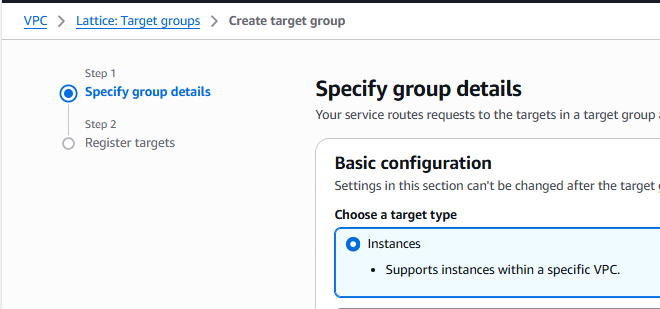 VPC > Lattice: Target groups > Create target group
Step 1
Specify group details
Step 2
Register targets
Specify group details
Your service routes requests to the targets in a target group
Basic configuration
Settings in this section can't be changed after the target
Choose a target type
Instances
• Supports instances within a specific VPC.